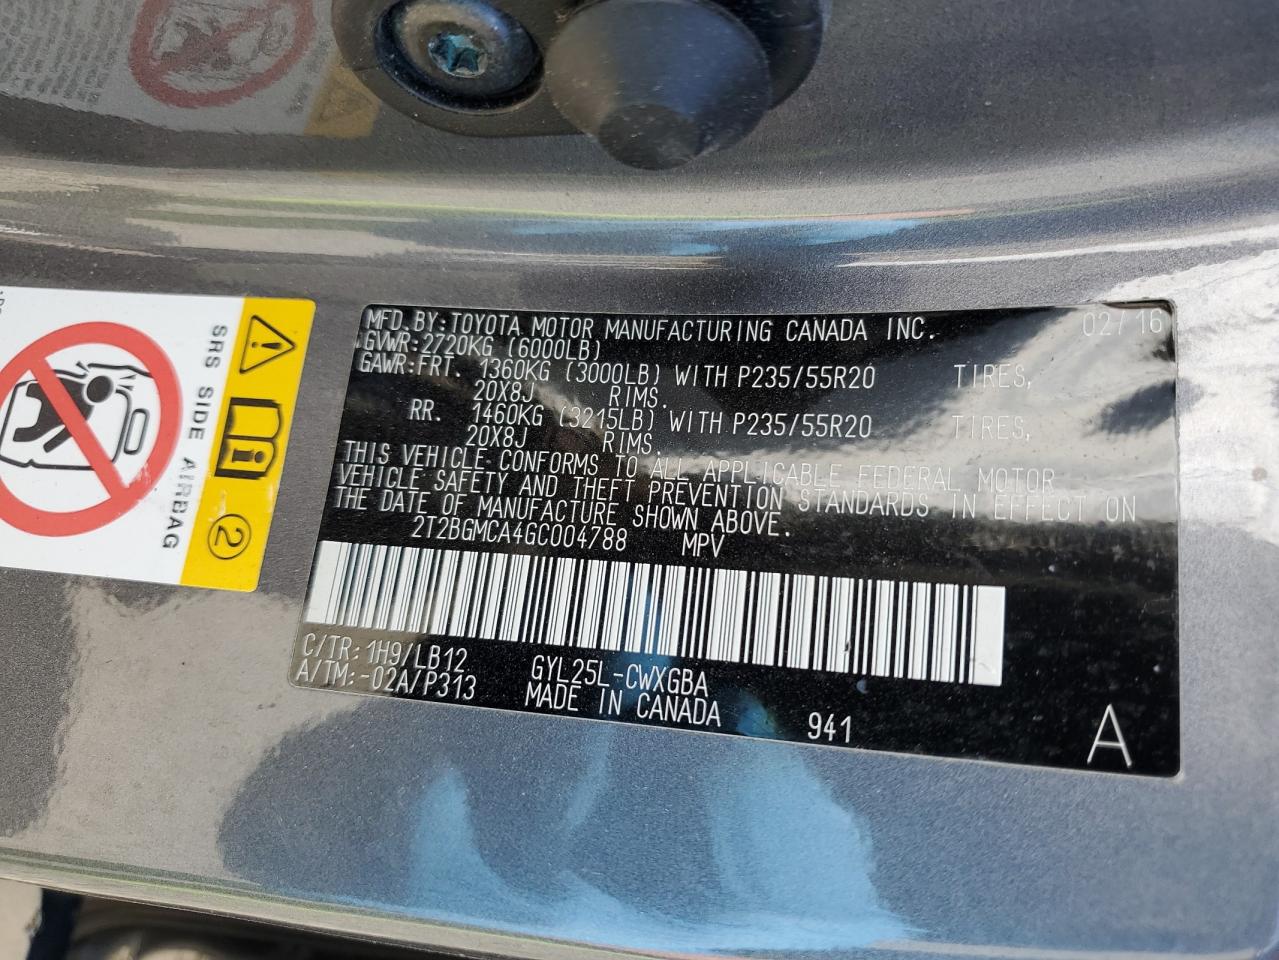 MFD.BY:TOYOTA MOTOR MANUFACTURING CANADA INC. 02/16
GVWR:2720KG (6000LB)
GAWR:FRT. 1360KG (3000LB) WITH P235/55R20 TIRES,
20X8J RIMS.
RR. 1460KG (3215LB) WITH P235/55R20 TIRES,
20X8J RIMS.
THIS VEHICLE CONFORMS TO ALL APPLICABLE FEDERAL MOTOR
VEHICLE SAFETY AND THEFT PREVENTION STANDARDS IN EFFECT ON
THE DATE OF MANUFACTURE SHOWN ABOVE.
2T2BGMCA4GC004788 MPV
C/TR:1H9/LB12 GYL25L-CWXGBA
A/TM:-02A/P313 MADE IN CANADA 941 A
SRS SIDE AIRBAG
2